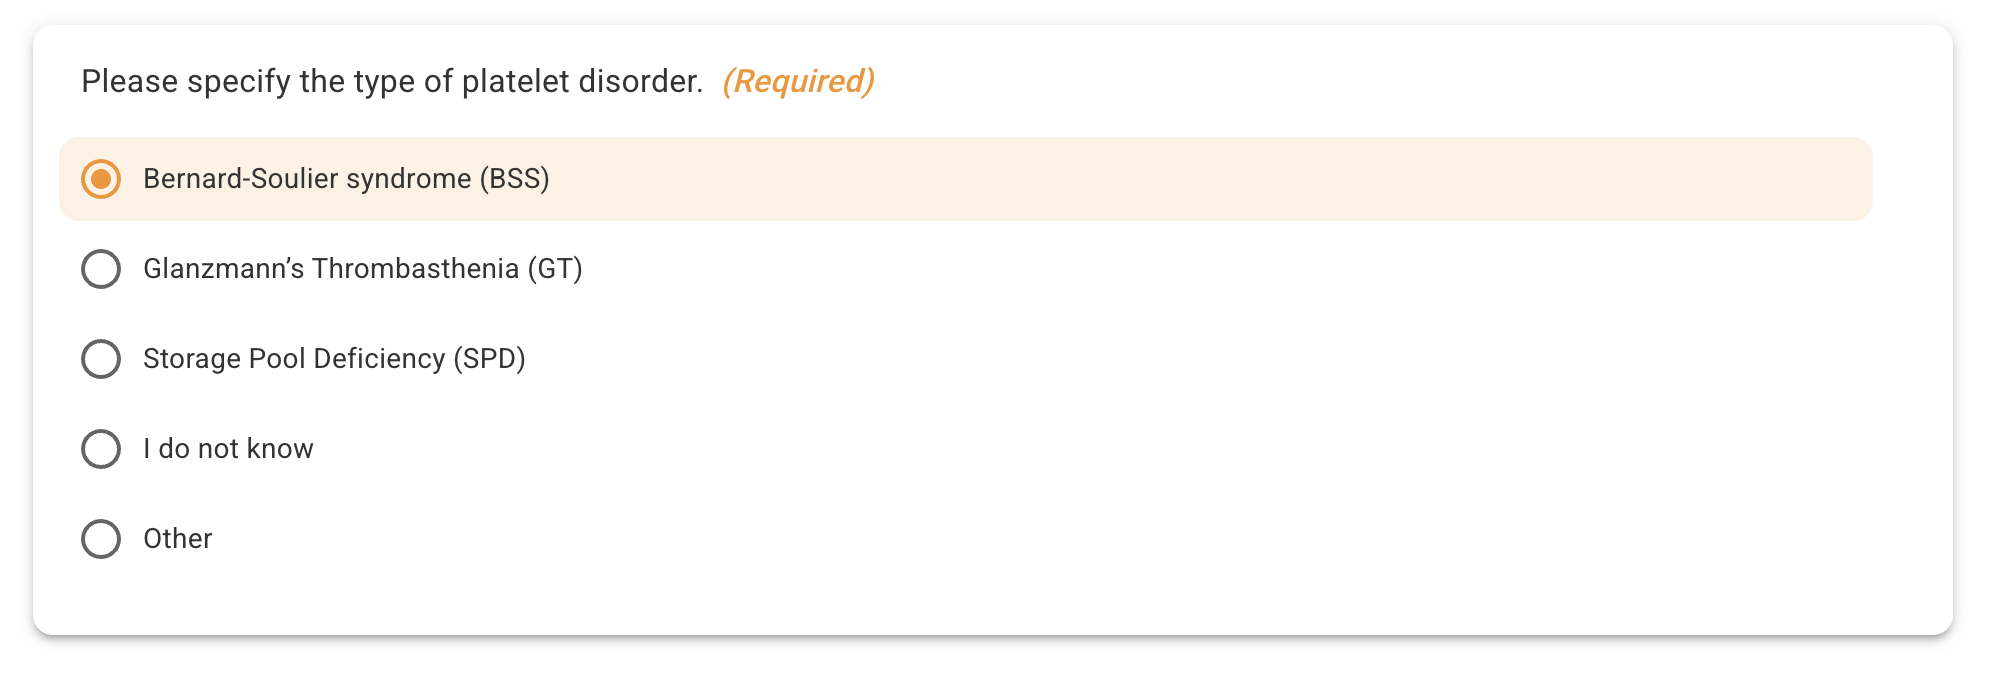 Please specify the type of platelet disorder. (Required)
Bernard-Soulier syndrome (BSS)
Glanzmann’s Thrombasthenia (GT)
Storage Pool Deficiency (SPD)
I do not know
Other